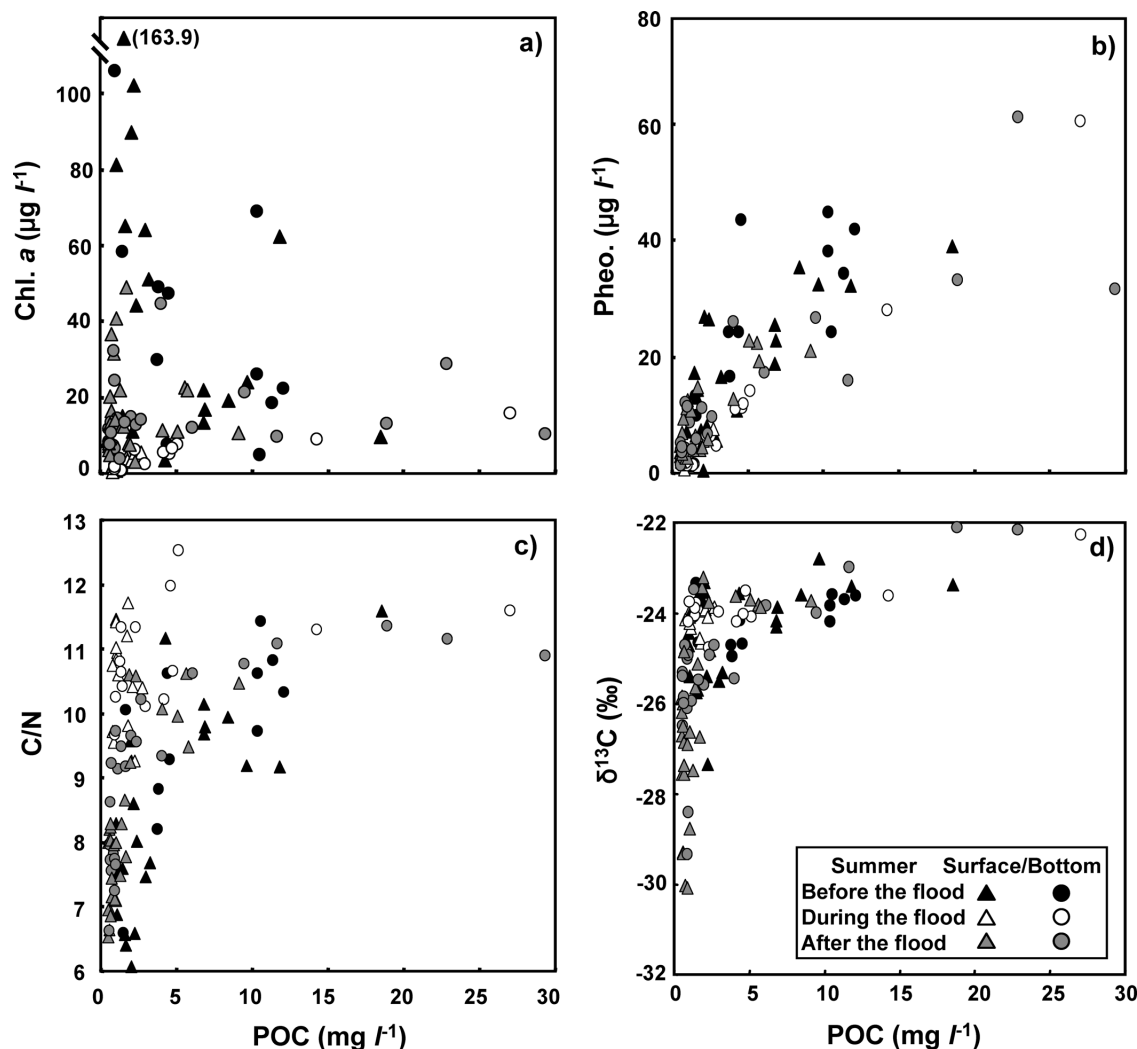 (163.9)
a)
100
80
60
40
20
0
Chl. a (µg l⁻¹)
b)
80
60
40
20
0
Pheo. (µg l⁻¹)
c)
13
12
11
10
9
8
7
6
C/N
0 5 10 15 20 25 30
POC (mg l⁻¹)
d)
-22
-24
-26
-28
-30
-32
δ¹³C (‰)
0 5 10 15 20 25 30
POC (mg l⁻¹)
Summer Surface/Bottom
Before the flood
During the flood
After the flood